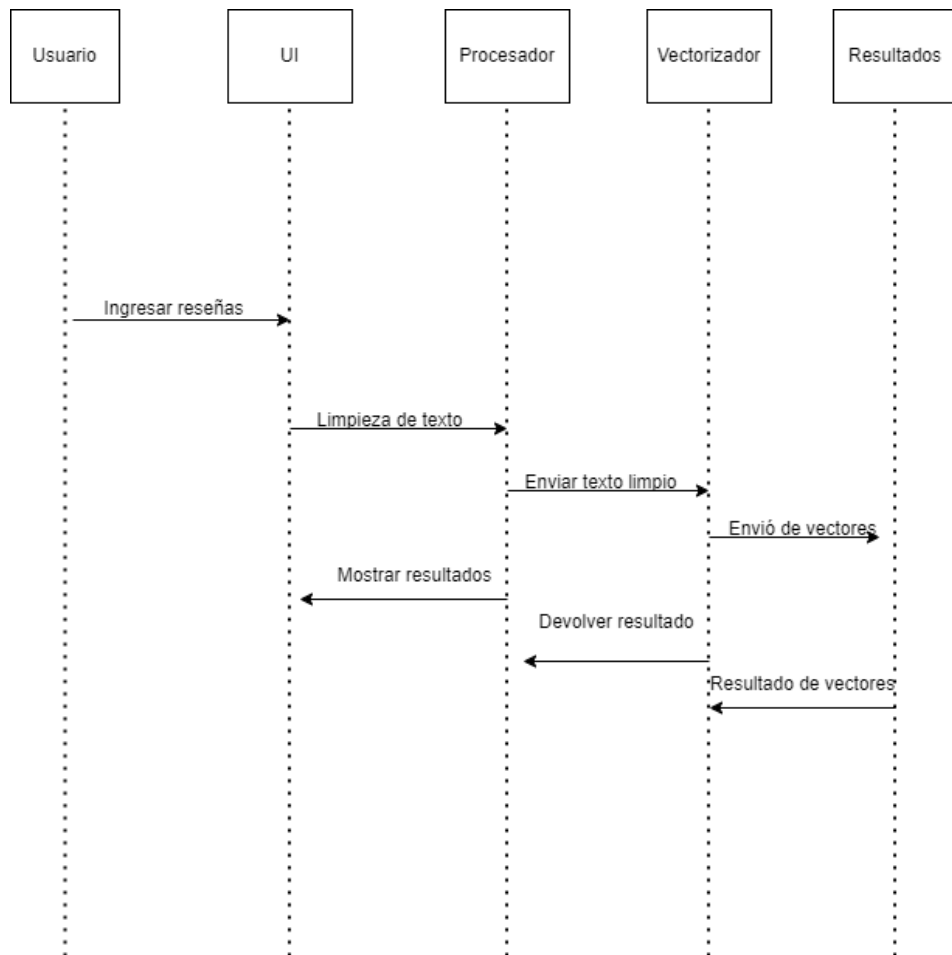 Usuario
UI
Procesador
Vectorizador
Resultados
Ingresar reseñas
Limpieza de texto
Enviar texto limpio
Envió de vectores
Mostrar resultados
Devolver resultado
Resultado de vectores